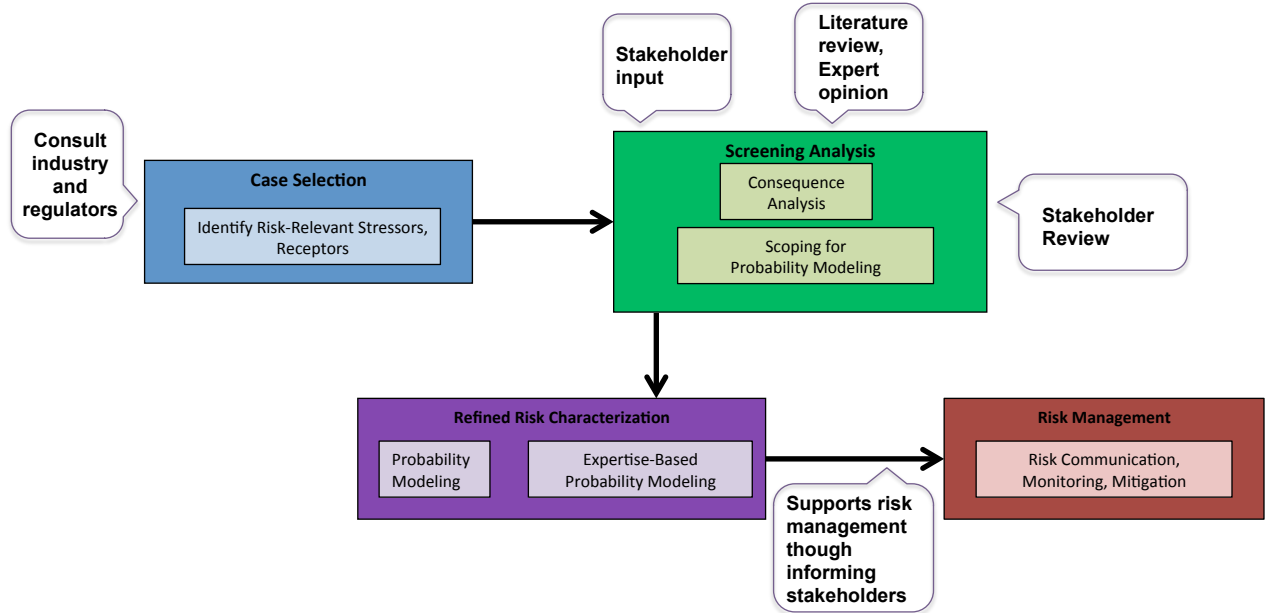 Stakeholder
input
Literature
review,
Expert
opinion
Consult
industry
and
regulators
Case Selection
Identify Risk-Relevant Stressors,
Receptors
Screening Analysis
Consequence
Analysis
Scoping for
Probability Modeling
Stakeholder
Review
Refined Risk Characterization
Probability
Modeling
Expertise-Based
Probability Modeling
Supports risk
management
though
informing
stakeholders
Risk Management
Risk Communication,
Monitoring, Mitigation